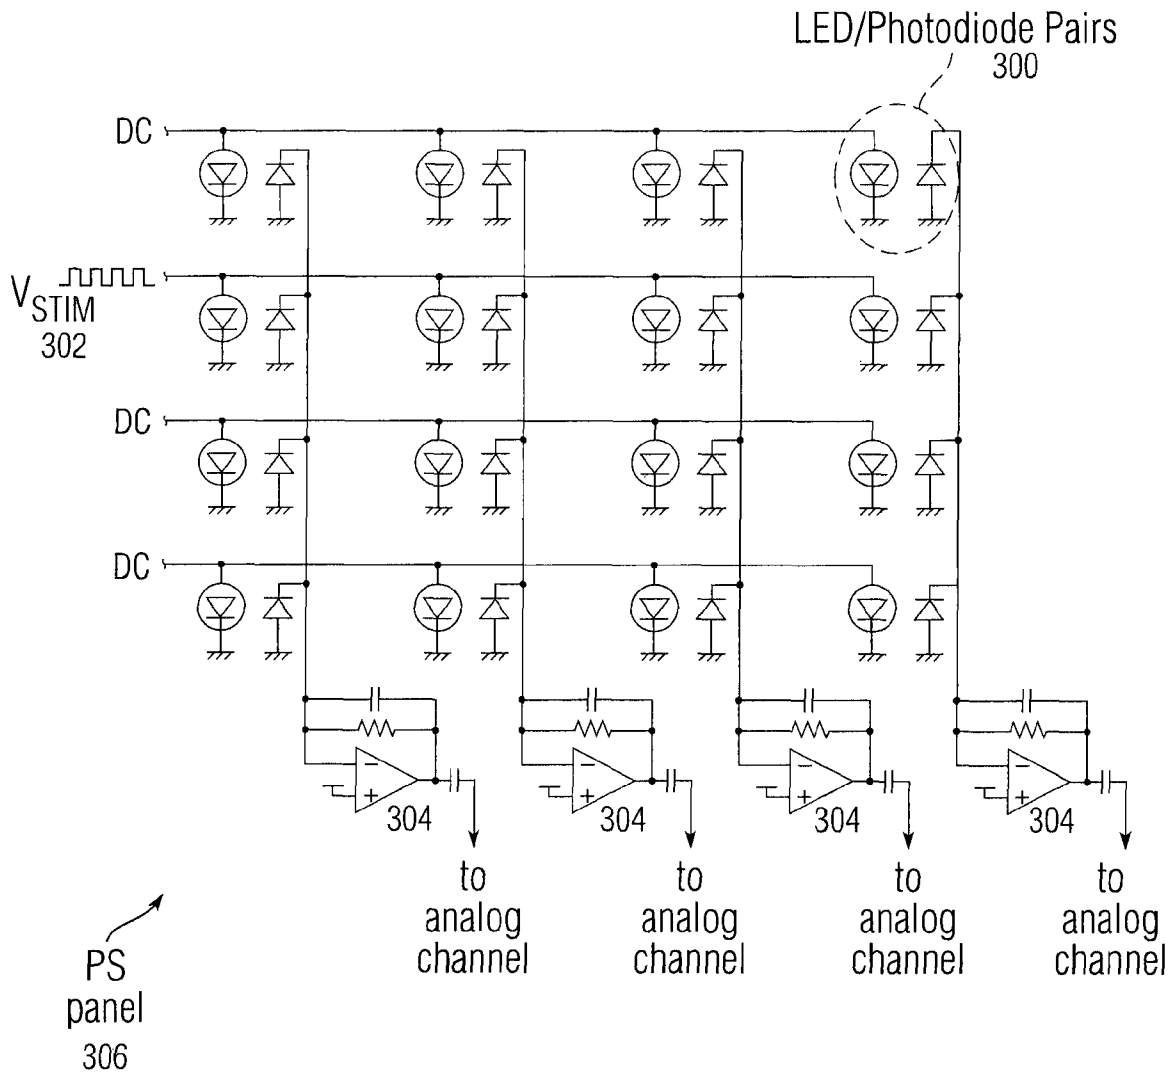 LED/Photodiode Pairs
300
DC
V STIM
302
DC
DC
− − − −
+ + + +
304 304 304 304
to to to to
analog analog analog analog
channel channel channel channel
PS
panel
306